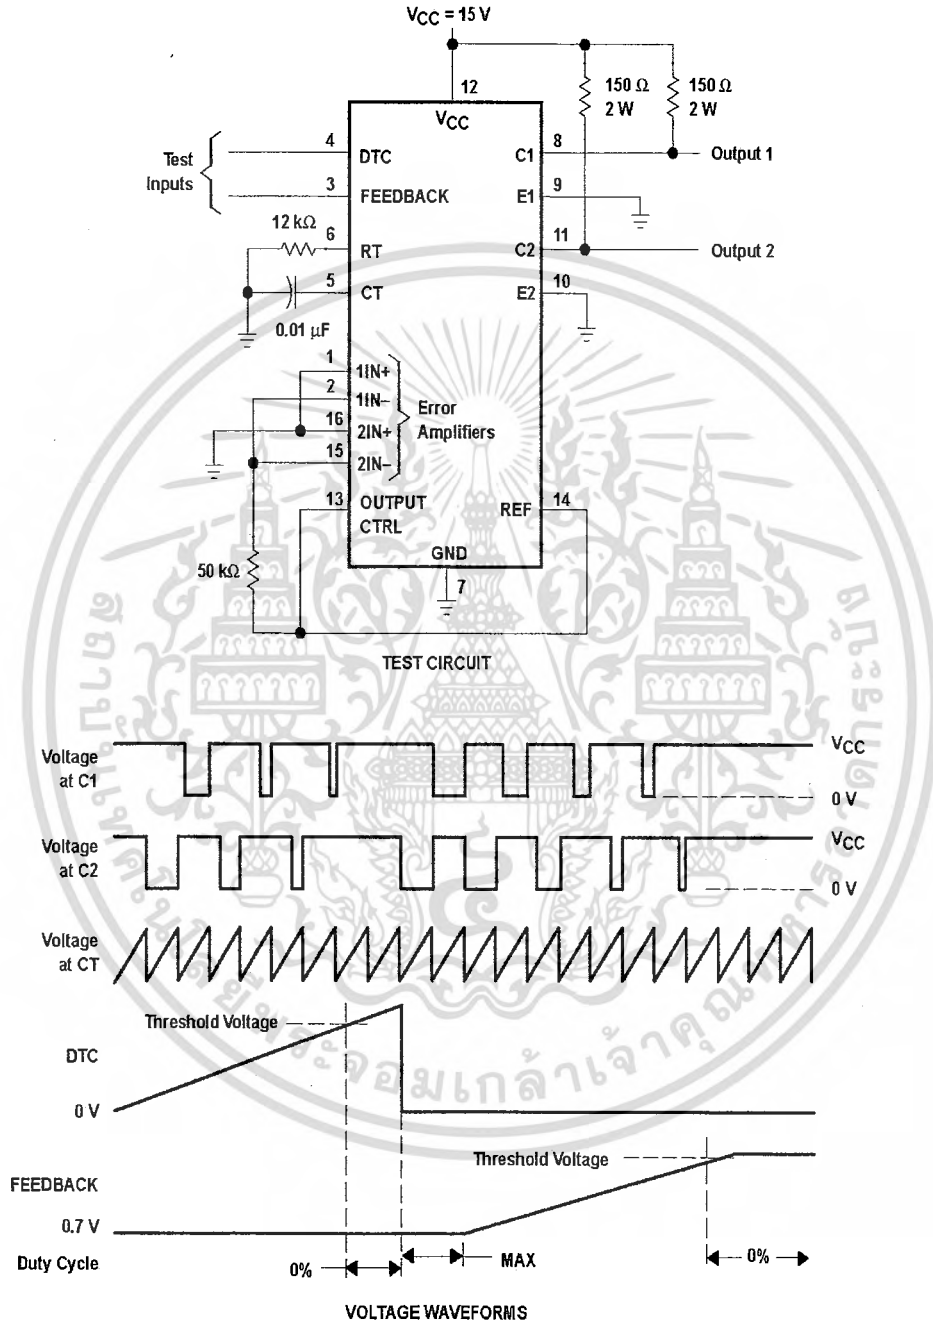 VCC = 15 V
12
VCC
150 Ω
2 W
150 Ω
2 W
Test
Inputs
4
DTC
3
FEEDBACK
12 kΩ
6
RT
5
CT
0.01 μF
1
1IN+
2
1IN–
16
2IN+
15
2IN–
Error
Amplifiers
13
OUTPUT
CTRL
50 kΩ
C1
8
Output 1
E1
9
C2
11
Output 2
E2
10
REF
14
GND
7
TEST CIRCUIT
Voltage
at C1
VCC
0 V
Voltage
at C2
VCC
0 V
Voltage
at CT
Threshold Voltage
DTC
0 V
Threshold Voltage
FEEDBACK
0.7 V
Duty Cycle
0%
MAX
0%
VOLTAGE WAVEFORMS